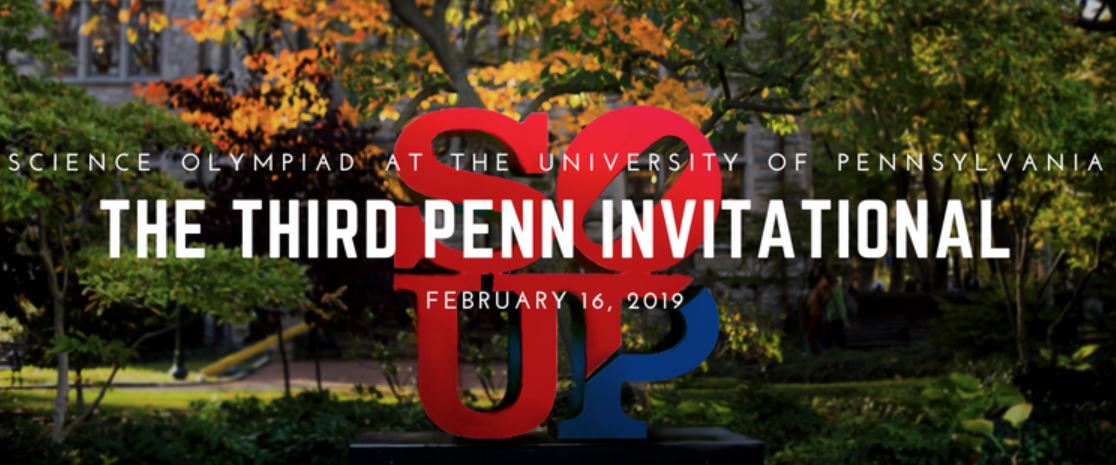 SO
SCIENCE OLYMPIAD AT THE UNIVERSITY OF PENNSYLVANIA
THE THIRD PENN INVITATIONAL
FEBRUARY 16, 2019
UP